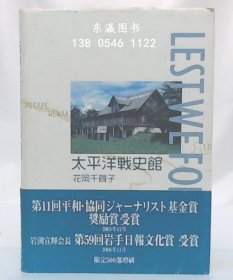 东瀛图书
138 0546 1122
LEST WE FO
AITAPE
WEWAK
太平洋戦史館
花岡千賀子
第11回平和・協同ジャーナリスト基金賞
奨励賞受賞
2005年12月
岩渕宣輝会長 第59回岩手日報文化賞 受賞
2006年11月
限定500部増刷